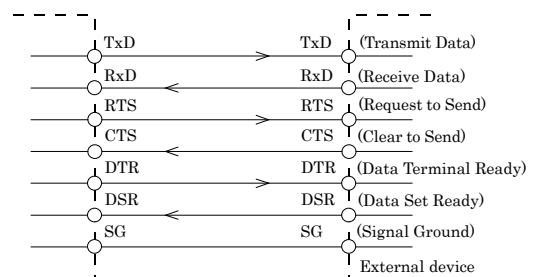 TxD TxD (Transmit Data)
RxD RxD (Receive Data)
RTS RTS (Request to Send)
CTS CTS (Clear to Send)
DTR DTR (Data Terminal Ready)
DSR DSR (Data Set Ready)
SG SG (Signal Ground)
External device